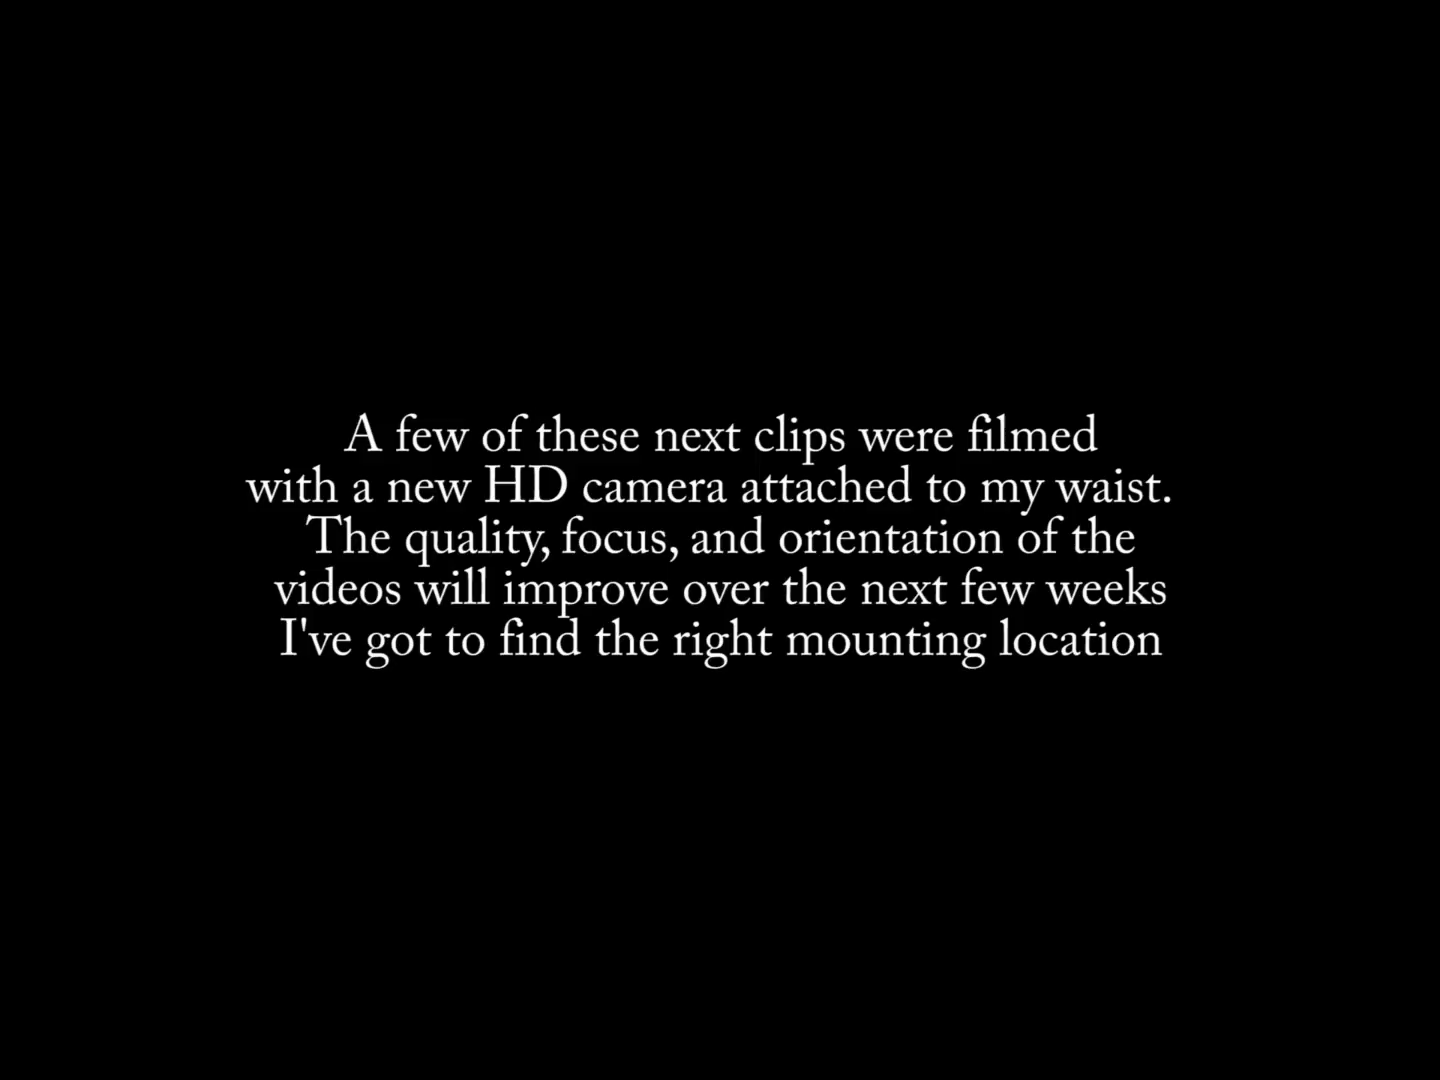 A few of these next clips were filmed
with a new HD camera attached to my waist.
The quality, focus, and orientation of the
videos will improve over the next few weeks
I've got to find the right mounting location